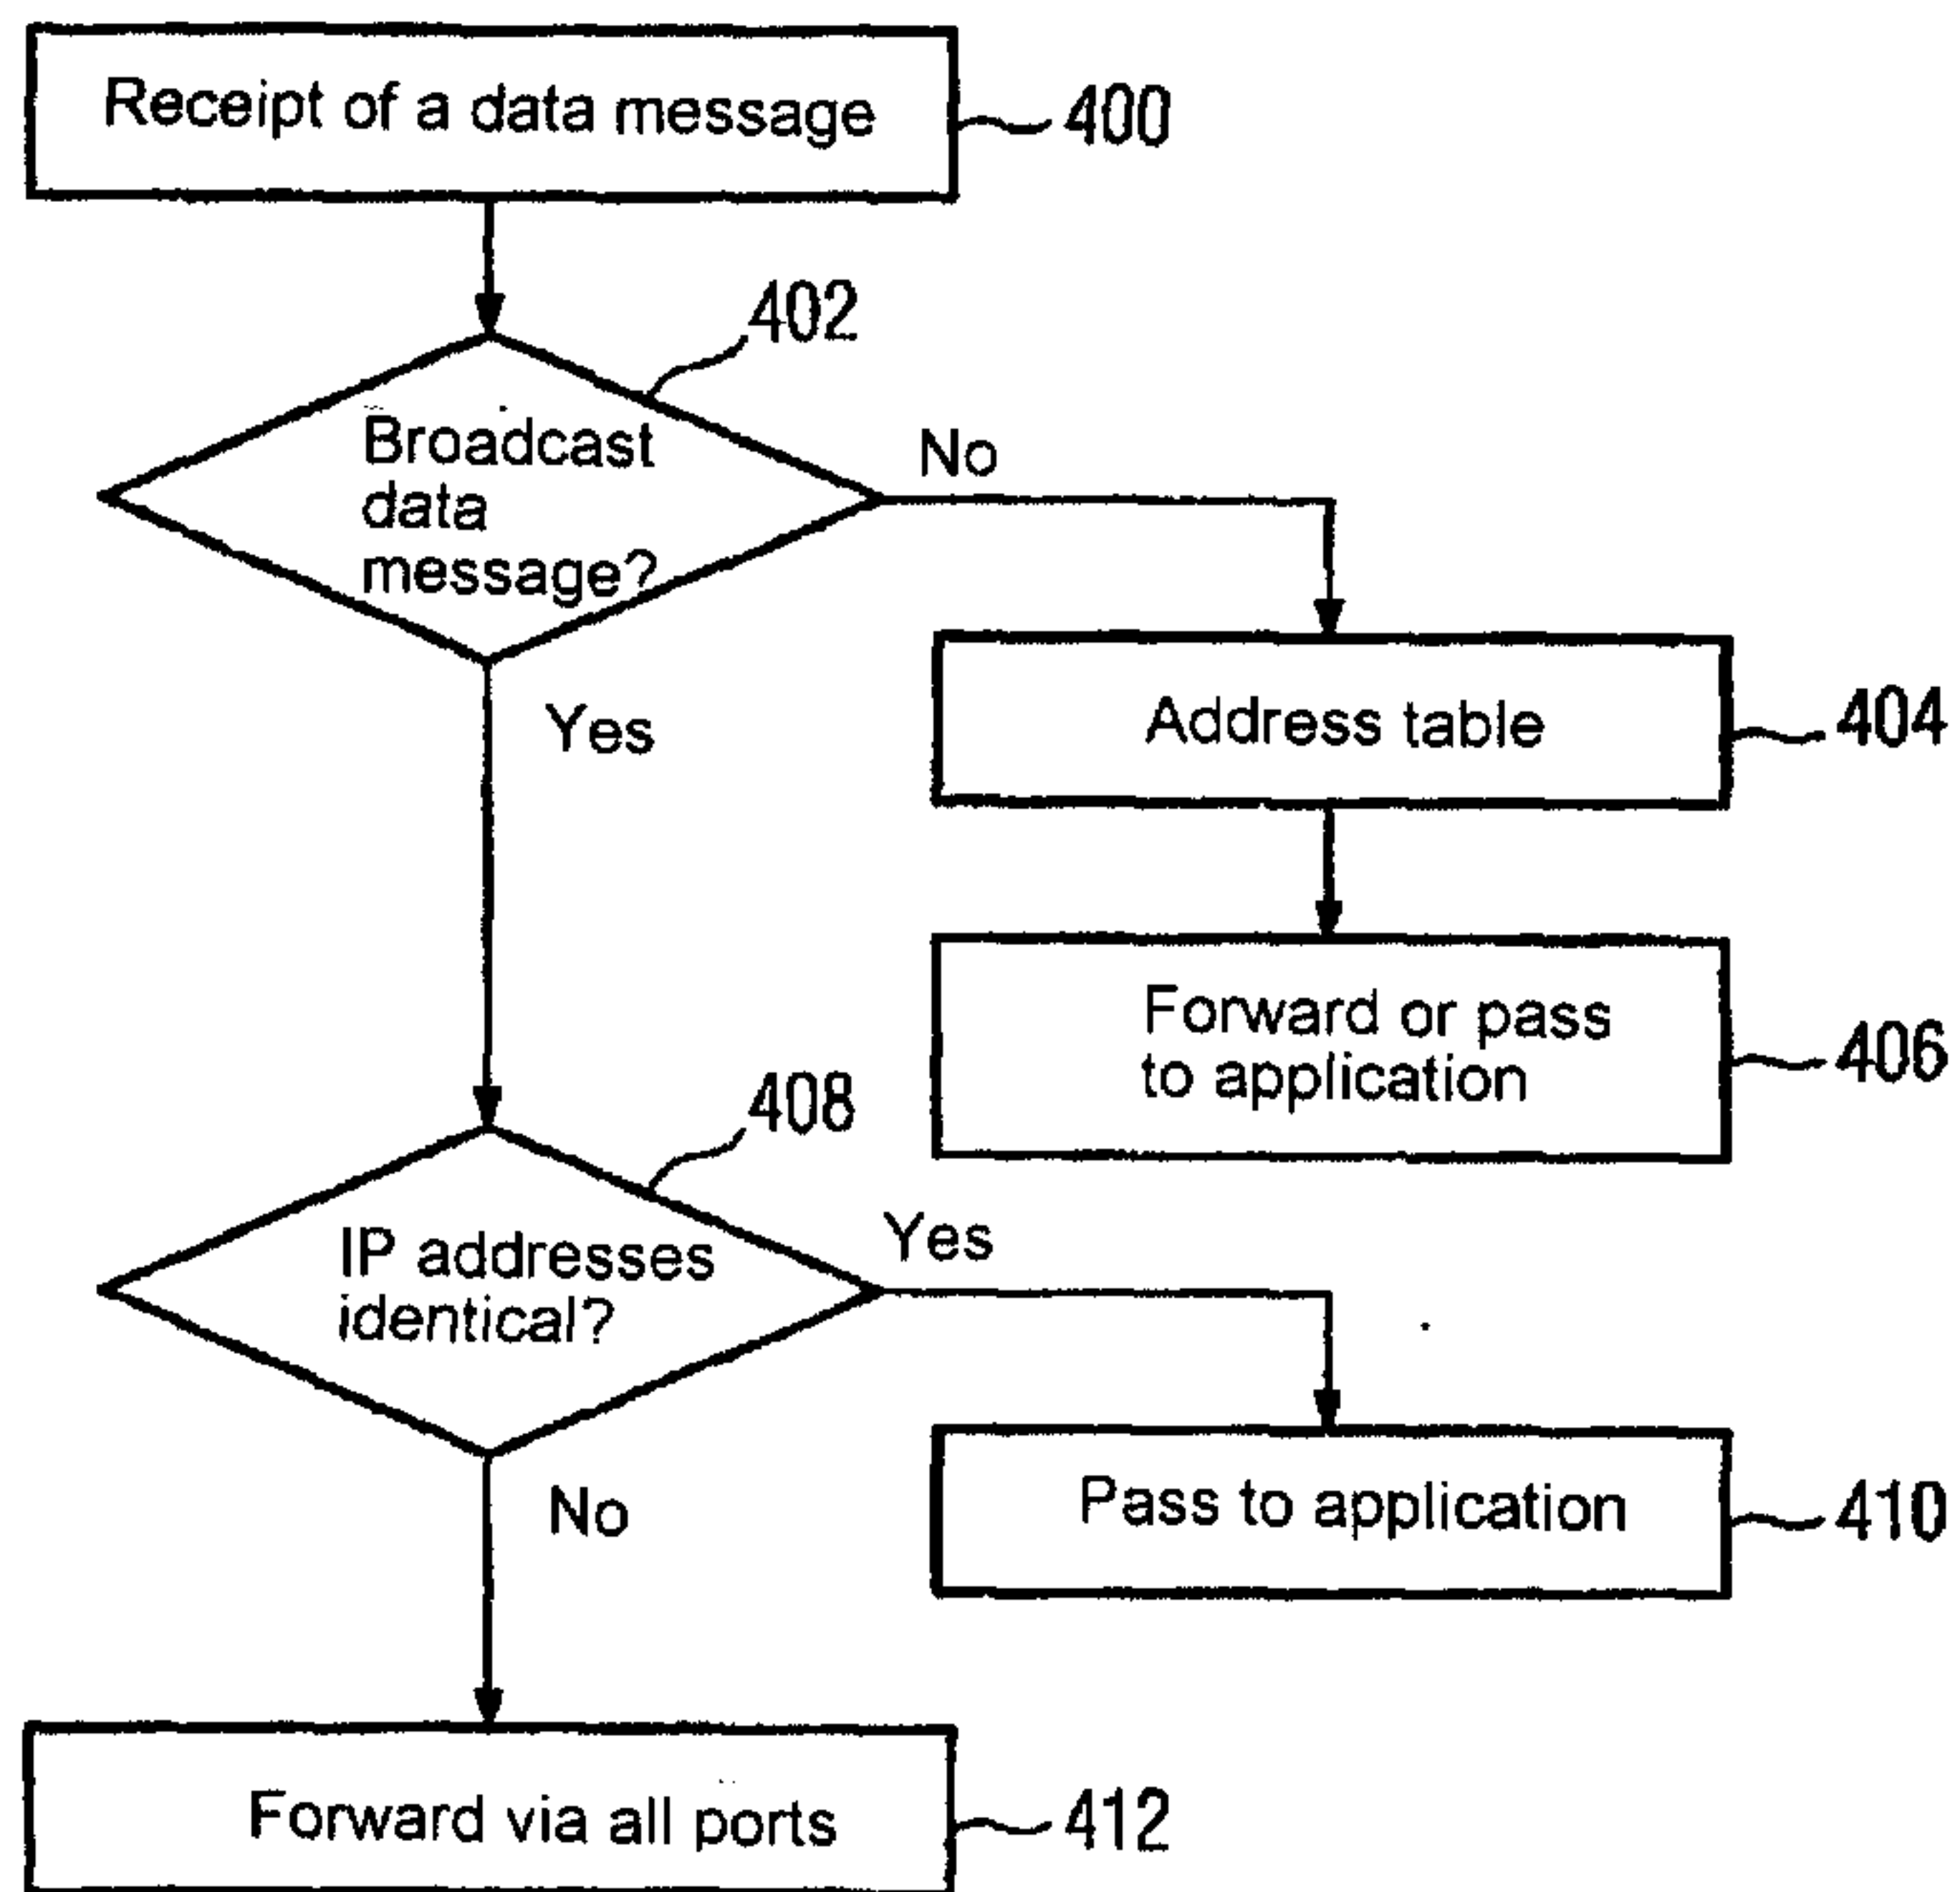 Receipt of a data message
400
402
Broadcast
data
message?
No
Yes
Address table
404
Forward or pass
to application
406
408
IP addresses
identical?
Yes
No
Pass to application
410
Forward via all ports
412